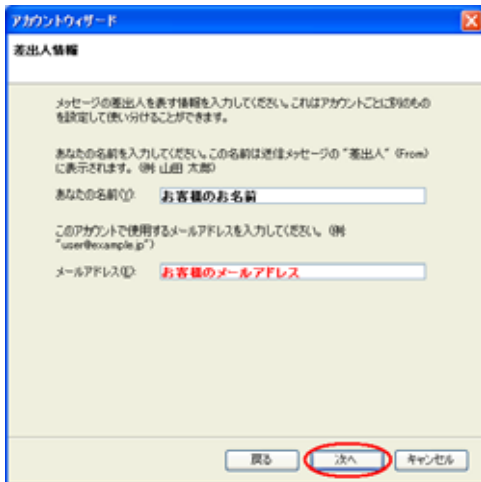 アカウントウィザード
差出人情報
メッセージの差出人を表す情報を入力してください。これはアカウントごとに別のもの
を設定して使い分けることができます。
あなたの名前を入力してください。この名前は送信メッセージの "差出人" (From)
に表示されます。 (例: 山田 太郎)
あなたの名前(Y): お客様のお名前
このアカウントで使用するメールアドレスを入力してください。 (例:
"user@example.jp")
メールアドレス(E): お客様のメールアドレス
戻る 次へ キャンセル